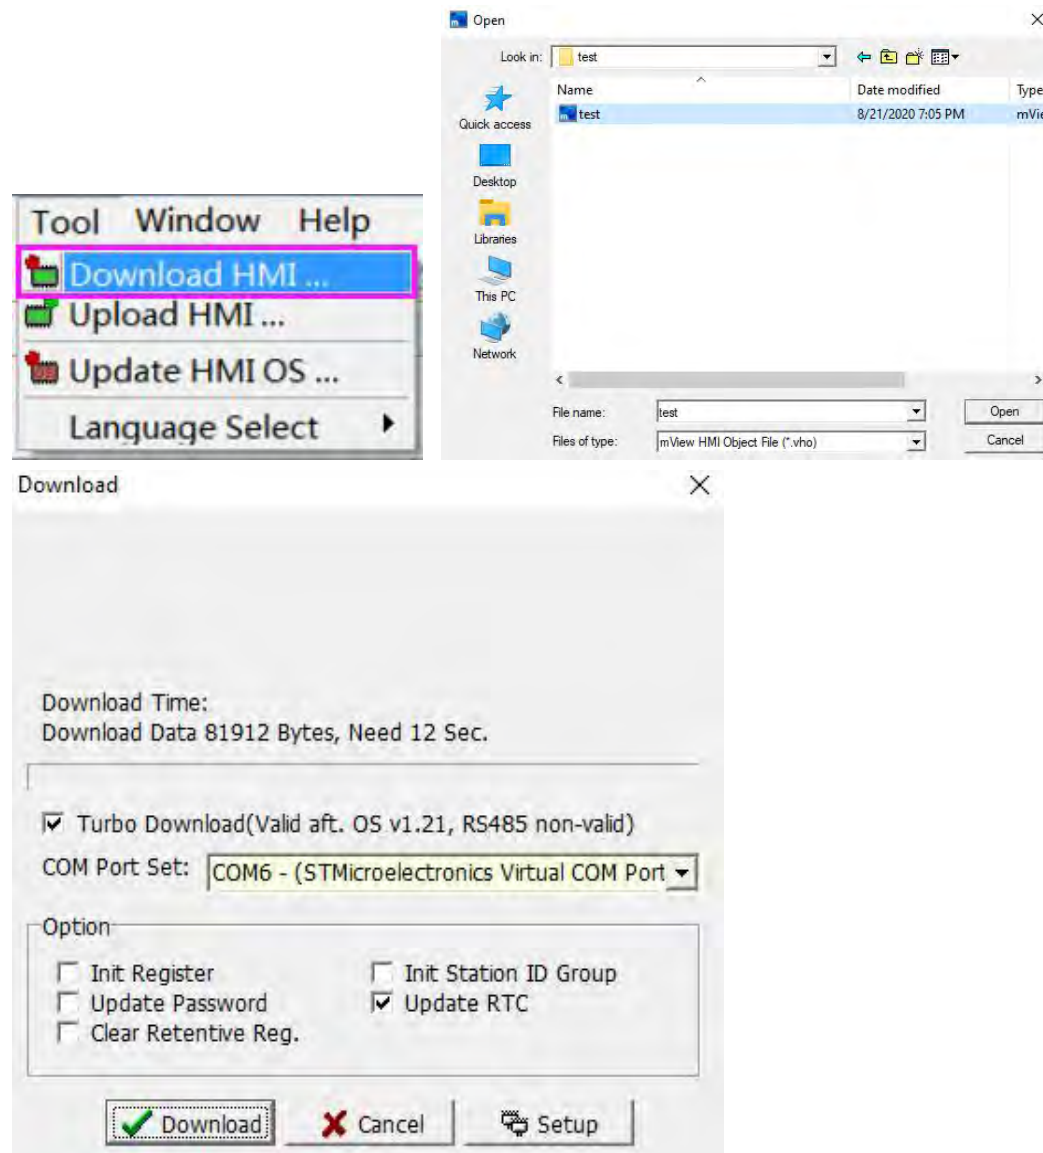 Tool Window Help
Download HMI ...
Upload HMI ...
Update HMI OS ...
Language Select
Open
Look in: test
Name Date modified Type
test 8/21/2020 7:05 PM
Quick access
Desktop
Libraries
This PC
Network
File name: test Open
Files of type: mView HMI Object File (*.vho) Cancel
Download
Download Time:
Download Data 81912 Bytes, Need 12 Sec.
Turbo Download(Valid aft. OS v1.21, RS485 non-valid)
COM Port Set: COM6 - (STMicroelectronics Virtual COM Port
Option
Init Register Init Station ID Group
Update Password Update RTC
Clear Retentive Reg.
Download Cancel Setup